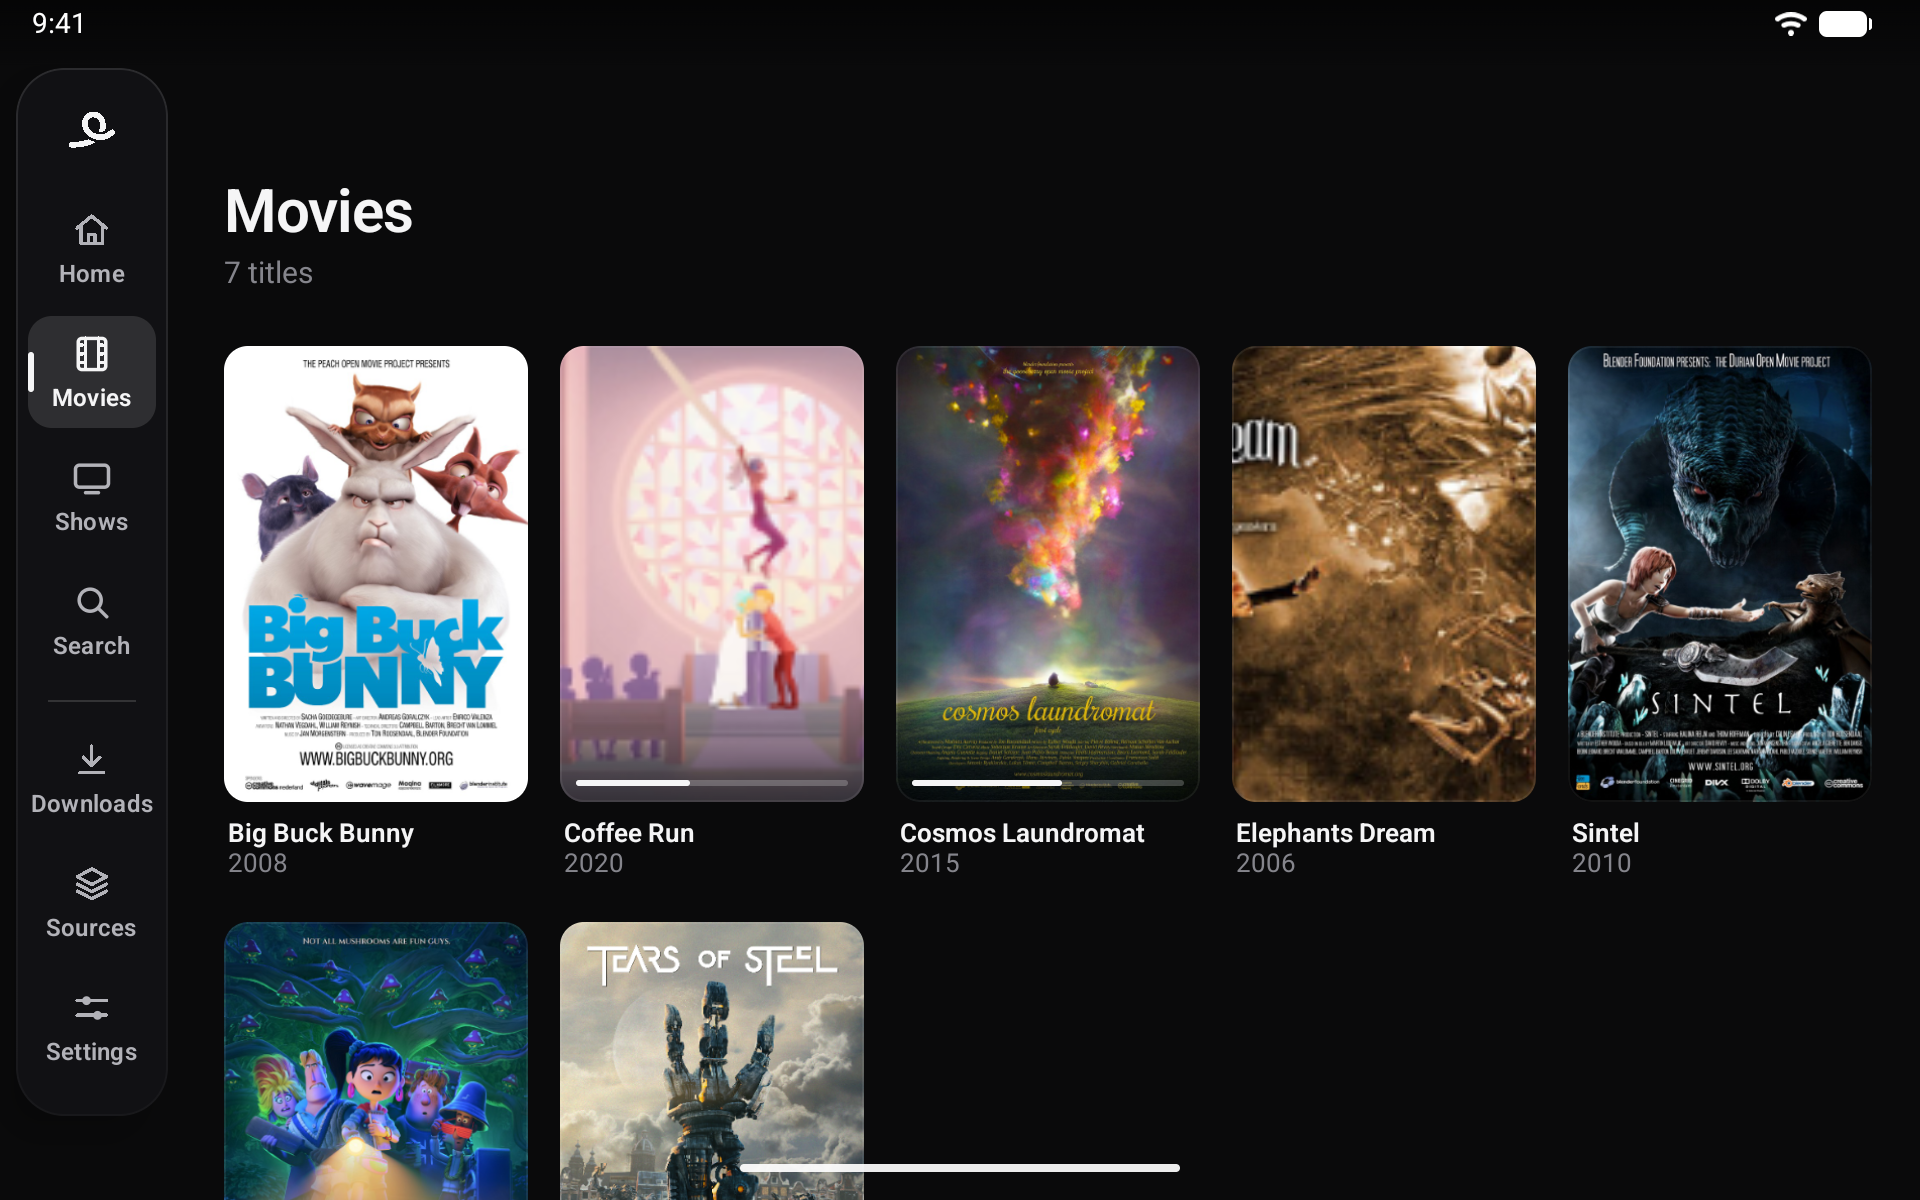 9:41
Home
Movies
Shows
Search
Downloads
Sources
Settings
Movies
7 titles
THE PEACH OPEN MOVIE PROJECT PRESENTS
Big Buck
BUNNY
WWW.BIGBUCKBUNNY.ORG
Big Buck Bunny
2008
Coffee Run
2020
cosmos laundromat
Cosmos Laundromat
2015
eam.
Elephants Dream
2006
BLENDER FOUNDATION PRESENTS: THE DURIAN OPEN MOVIE PROJECT
SINTEL
WWW.SINTEL.ORG
Sintel
2010
NOT ALL MUSHROOMS ARE FUN GUYS.
TEARS OF STEEL